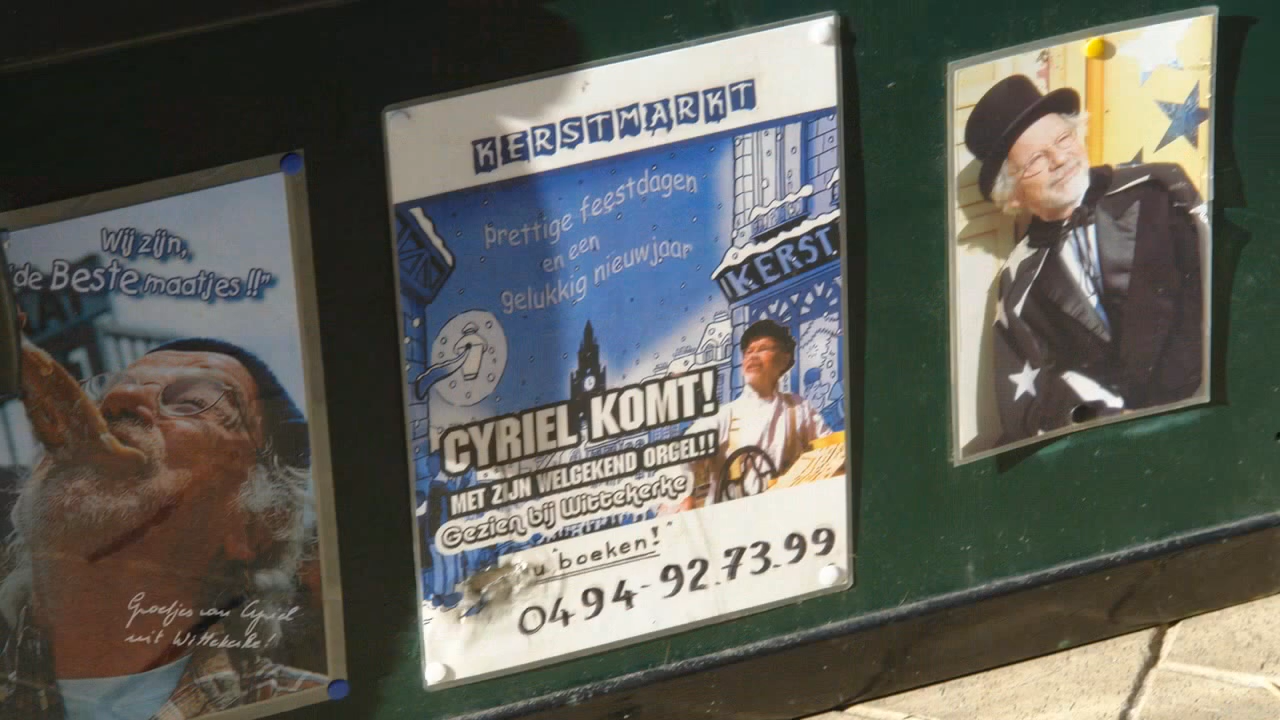 Wij zijn,
"de Beste maatjes !!"
Groetjes van Cyriel
uit Wittekerke!
KERSTMARKT
Prettige feestdagen
en een
gelukkig nieuwjaar
KERST
CYRIEL KOMT!
MET ZIJN WELGEKEND ORGEL!!
Gezien bij Wittekerke
u boeken!
0494-92.73.99